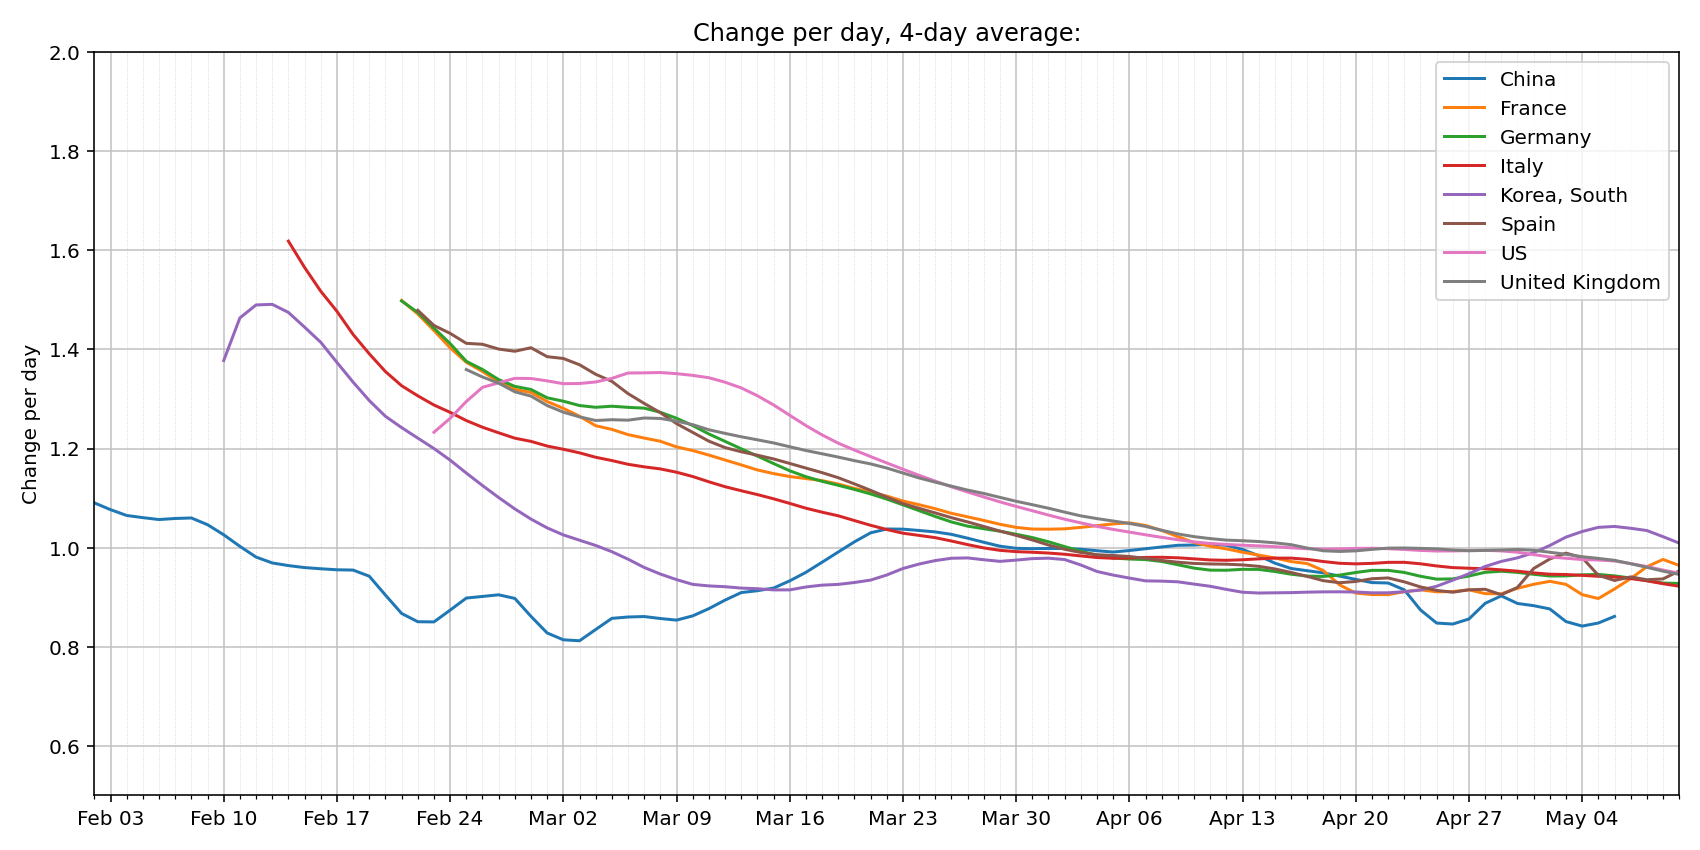 Change per day, 4-day average:
2.0
1.8
1.6
1.4
1.2
1.0
0.8
0.6
Change per day
China
France
Germany
Italy
Korea, South
Spain
US
United Kingdom
Feb 03 Feb 10 Feb 17 Feb 24 Mar 02 Mar 09 Mar 16 Mar 23 Mar 30 Apr 06 Apr 13 Apr 20 Apr 27 May 04